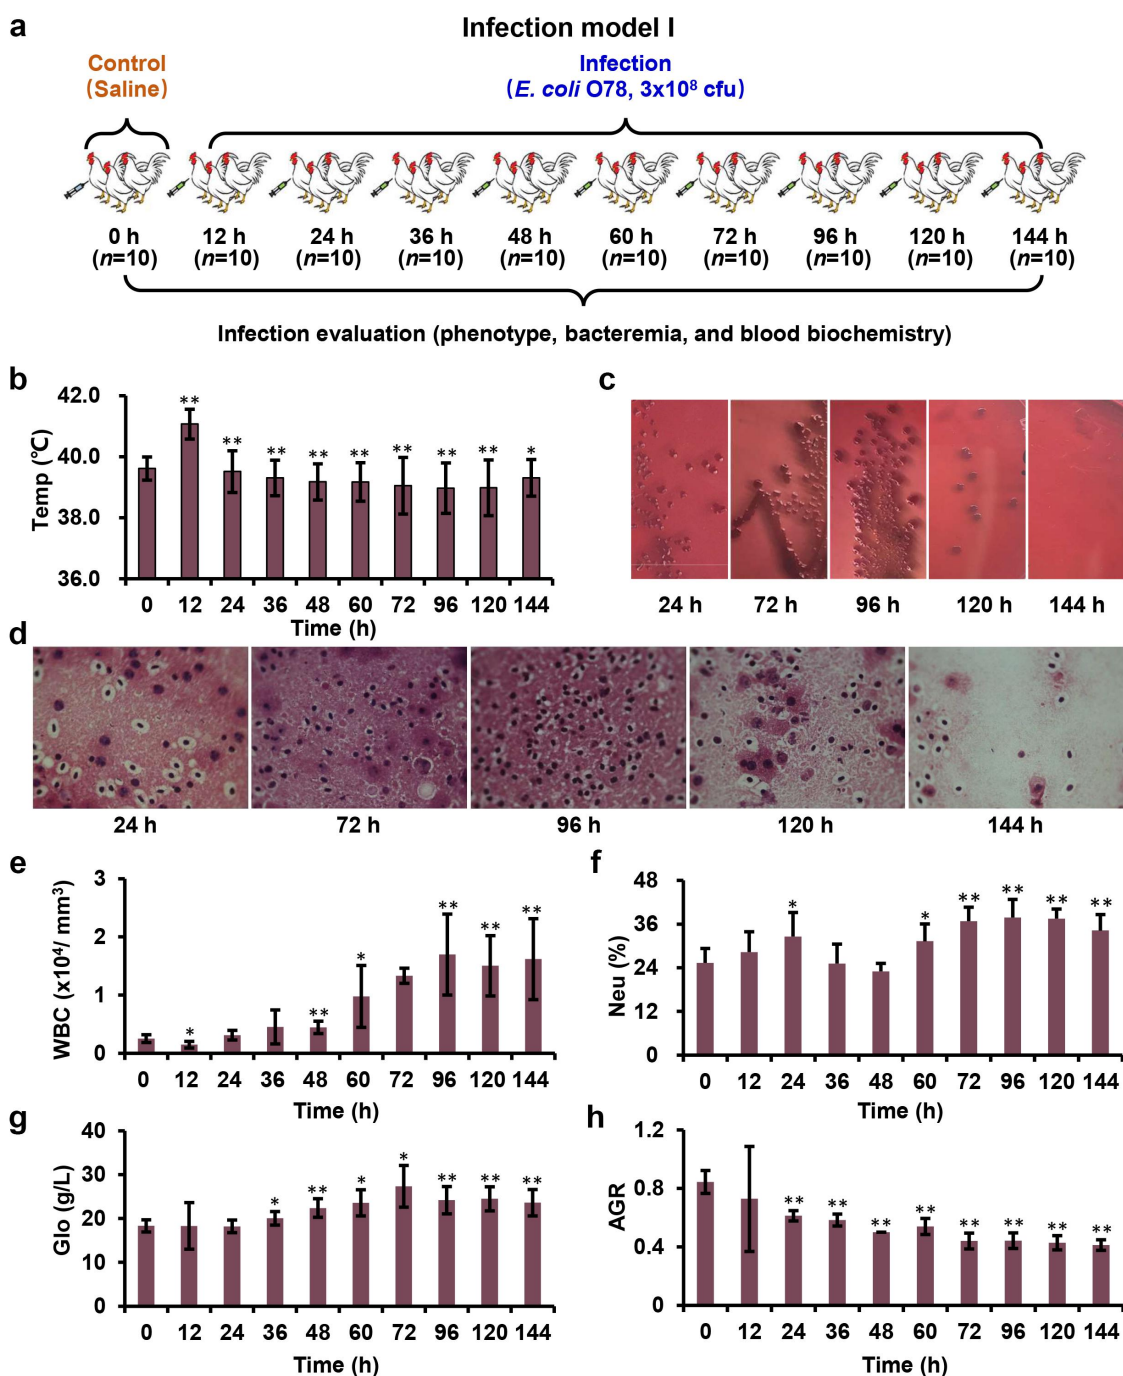 a
Infection model I
Control
(Saline)
Infection
(E. coli O78, 3x10⁸ cfu)
0 h 12 h 24 h 36 h 48 h 60 h 72 h 96 h 120 h 144 h
(n=10) (n=10) (n=10) (n=10) (n=10) (n=10) (n=10) (n=10) (n=10) (n=10)
Infection evaluation (phenotype, bacteremia, and blood biochemistry)
b
Temp (℃)
42.0
40.0
38.0
36.0
** ** ** ** ** ** ** ** *
0 12 24 36 48 60 72 96 120 144
Time (h)
c
24 h 72 h 96 h 120 h 144 h
d
24 h 72 h 96 h 120 h 144 h
e
WBC (x10⁴/ mm³)
3
2
1
0
* ** * ** ** **
0 12 24 36 48 60 72 96 120 144
Time (h)
f
Neu (%)
48
36
24
12
0
* * ** ** ** **
0 12 24 36 48 60 72 96 120 144
Time (h)
g
Glo (g/L)
40
30
20
10
0
* ** * * ** ** **
0 12 24 36 48 60 72 96 120 144
Time (h)
h
AGR
1.2
0.8
0.4
0
** ** ** ** ** ** ** **
0 12 24 36 48 60 72 96 120 144
Time (h)